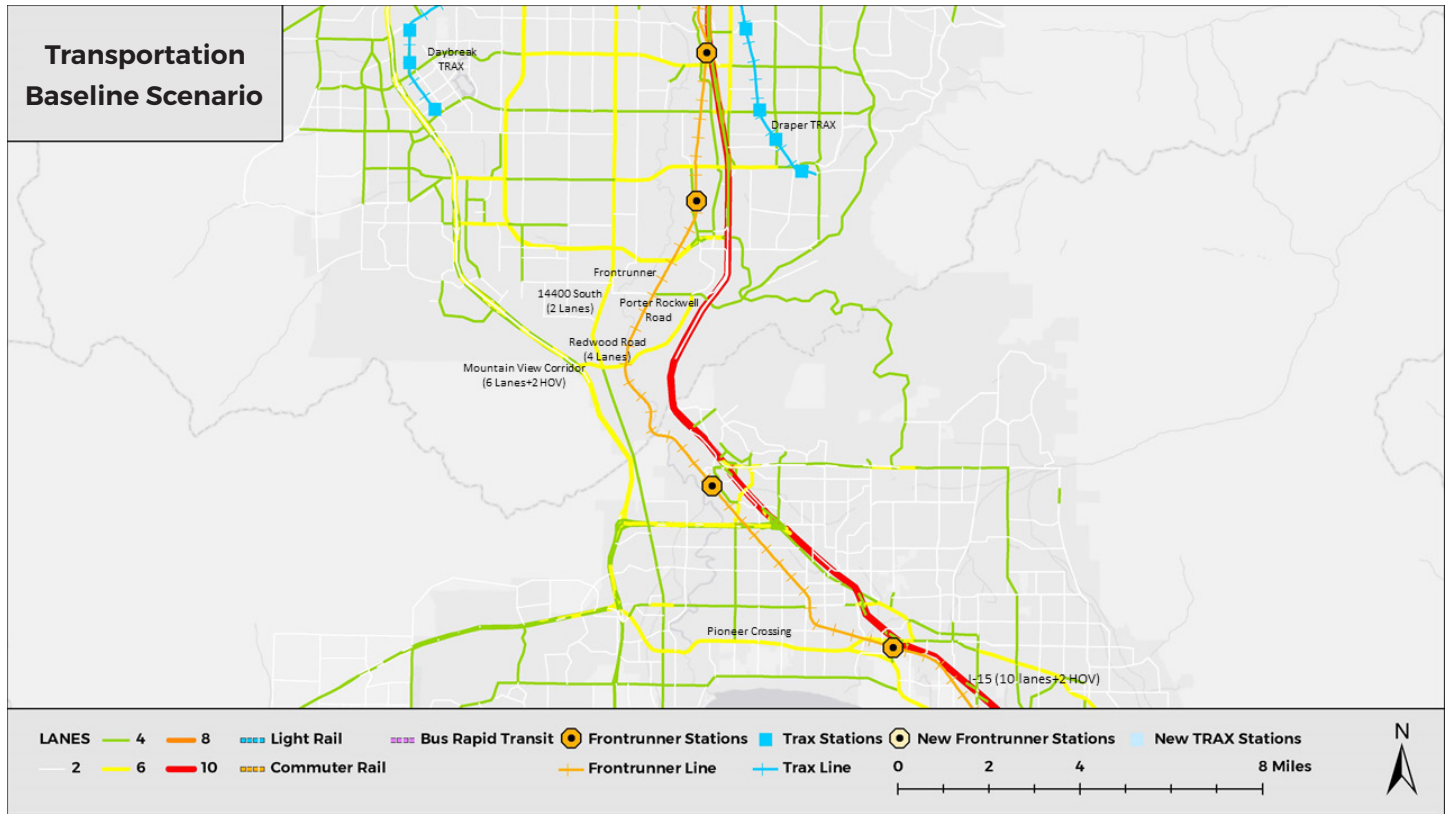 Transportation
Baseline Scenario
Daybreak
TRAX
Draper TRAX
Frontrunner
14400 South
(2 Lanes)
Porter Rockwell
Road
Redwood Road
(4 Lanes)
Mountain View Corridor
(6 Lanes+2 HOV)
Pioneer Crossing
I-15 (10 lanes+2 HOV)
LANES 4 8 Light Rail Bus Rapid Transit Frontrunner Stations Trax Stations New Frontrunner Stations New TRAX Stations
2 6 10 Commuter Rail Frontrunner Line Trax Line 0 2 4 8 Miles
N